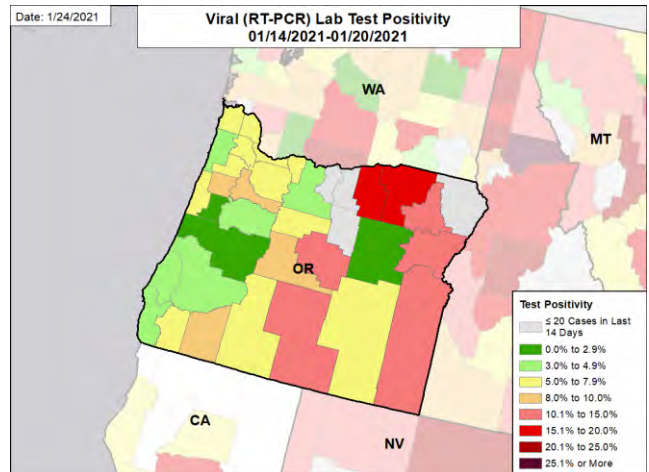 Date: 1/24/2021
Viral (RT-PCR) Lab Test Positivity
01/14/2021-01/20/2021
WA
MT
OR
CA
NV
Test Positivity
≤ 20 Cases in Last
14 Days
0.0% to 2.9%
3.0% to 4.9%
5.0% to 7.9%
8.0% to 10.0%
10.1% to 15.0%
15.1% to 20.0%
20.1% to 25.0%
25.1% or More